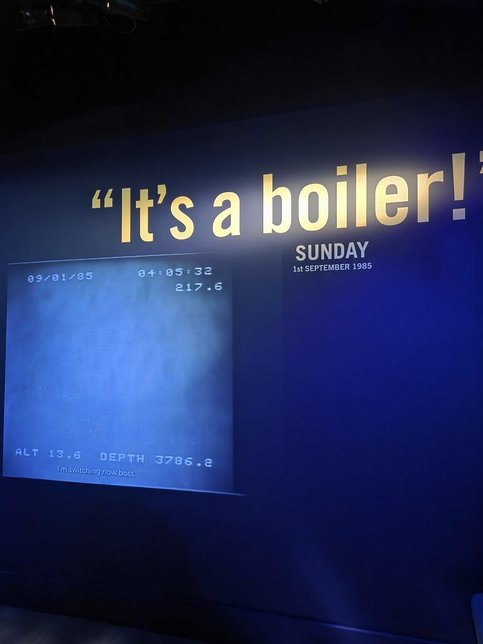 “It’s a boiler!”
SUNDAY
1st SEPTEMBER 1985
09/01/85 04:05:32
217.6
ALT 13.6 DEPTH 3786.2
I'm switching now boss.